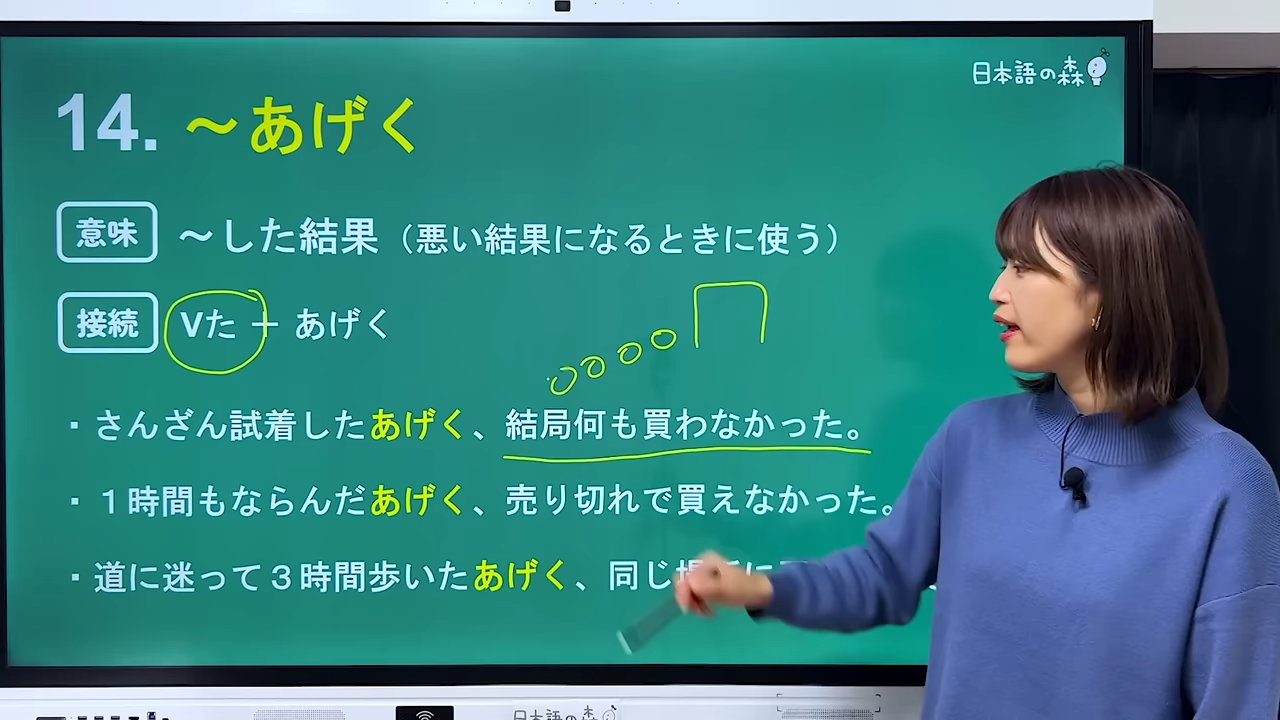 日本語の森
14. ～あげく
意味 ～した結果（悪い結果になるときに使う）
接続 Vた ＋ あげく
・さんざん試着したあげく、結局何も買わなかった。
・１時間もならんだあげく、売り切れで買えなかった。
・道に迷って３時間歩いたあげく、同じ
日本語の森